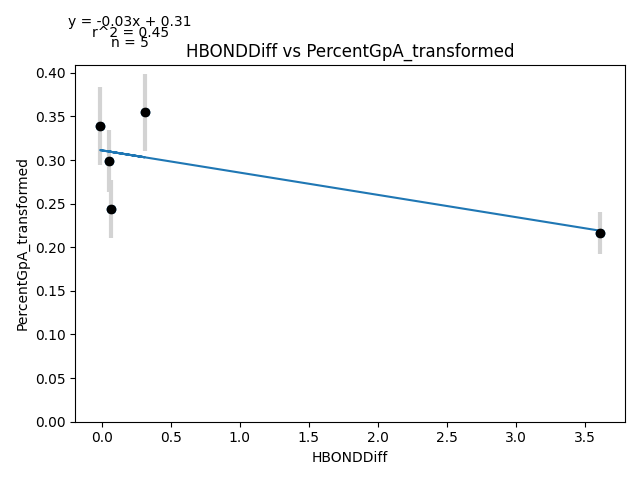 y = -0.03x + 0.31
r^2 = 0.45
n = 5
HBONDDiff vs PercentGpA_transformed
PercentGpA_transformed
0.40
0.35
0.30
0.25
0.20
0.15
0.10
0.05
0.00
0.0 0.5 1.0 1.5 2.0 2.5 3.0 3.5
HBONDDiff